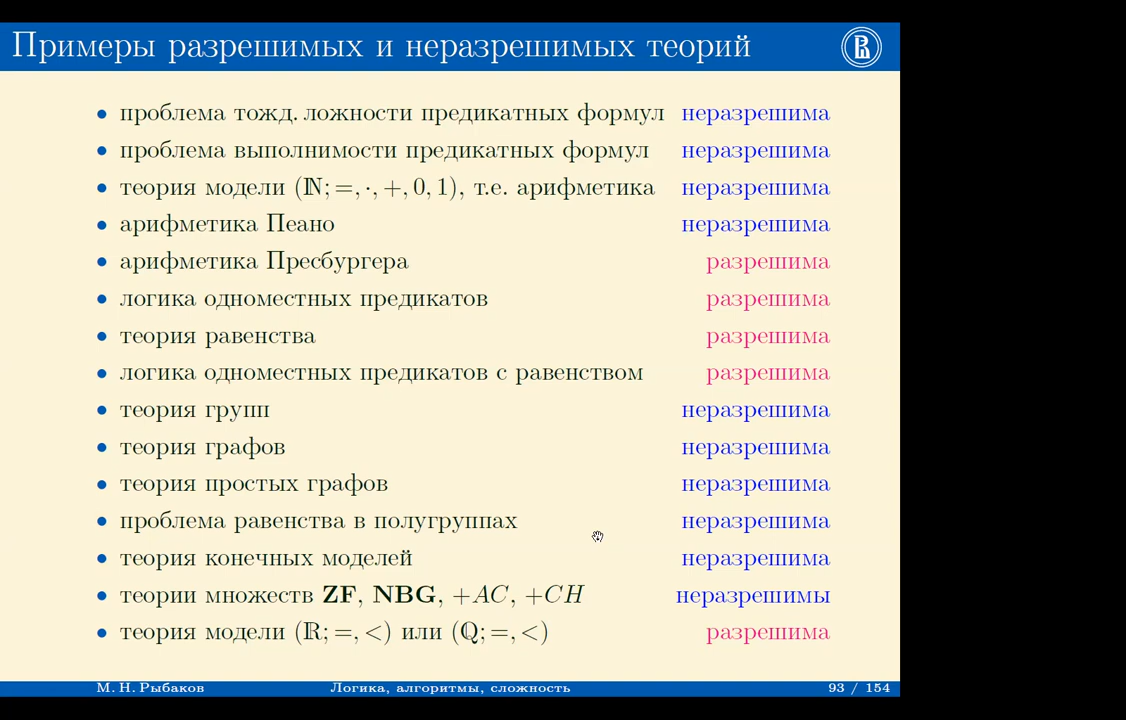 Примеры разрешимых и неразрешимых теорий
• проблема тожд. ложности предикатных формул неразрешима
• проблема выполнимости предикатных формул неразрешима
• теория модели (ℕ; =, ·, +, 0, 1), т.е. арифметика неразрешима
• арифметика Пеано неразрешима
• арифметика Пресбургера разрешима
• логика одноместных предикатов разрешима
• теория равенства разрешима
• логика одноместных предикатов с равенством разрешима
• теория групп неразрешима
• теория графов неразрешима
• теория простых графов неразрешима
• проблема равенства в полугруппах неразрешима
• теория конечных моделей неразрешима
• теории множеств ZF, NBG, +AC, +CH неразрешимы
• теория модели (ℝ; =, <) или (ℚ; =, <) разрешима
М. Н. Рыбаков Логика, алгоритмы, сложность 93 / 154